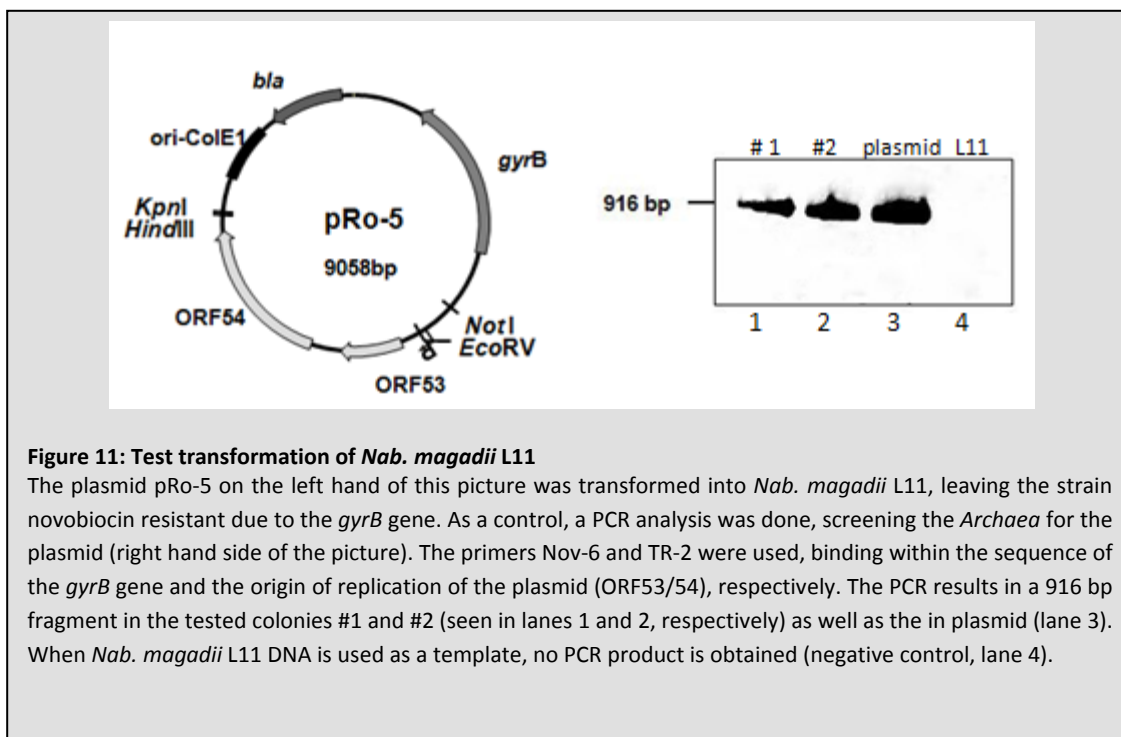 bla
ori-ColE1
gyrB
KpnI
HindIII
pRo-5
9058bp
ORF54
NotI
EcoRV
ORF53
# 1 #2 plasmid L11
916 bp
1 2 3 4
Figure 11: Test transformation of Nab. magadii L11
The plasmid pRo-5 on the left hand of this picture was transformed into Nab. magadii L11, leaving the strain
novobiocin resistant due to the gyrB gene. As a control, a PCR analysis was done, screening the Archaea for the
plasmid (right hand side of the picture). The primers Nov-6 and TR-2 were used, binding within the sequence of
the gyrB gene and the origin of replication of the plasmid (ORF53/54), respectively. The PCR results in a 916 bp
fragment in the tested colonies #1 and #2 (seen in lanes 1 and 2, respectively) as well as the in plasmid (lane 3).
When Nab. magadii L11 DNA is used as a template, no PCR product is obtained (negative control, lane 4).